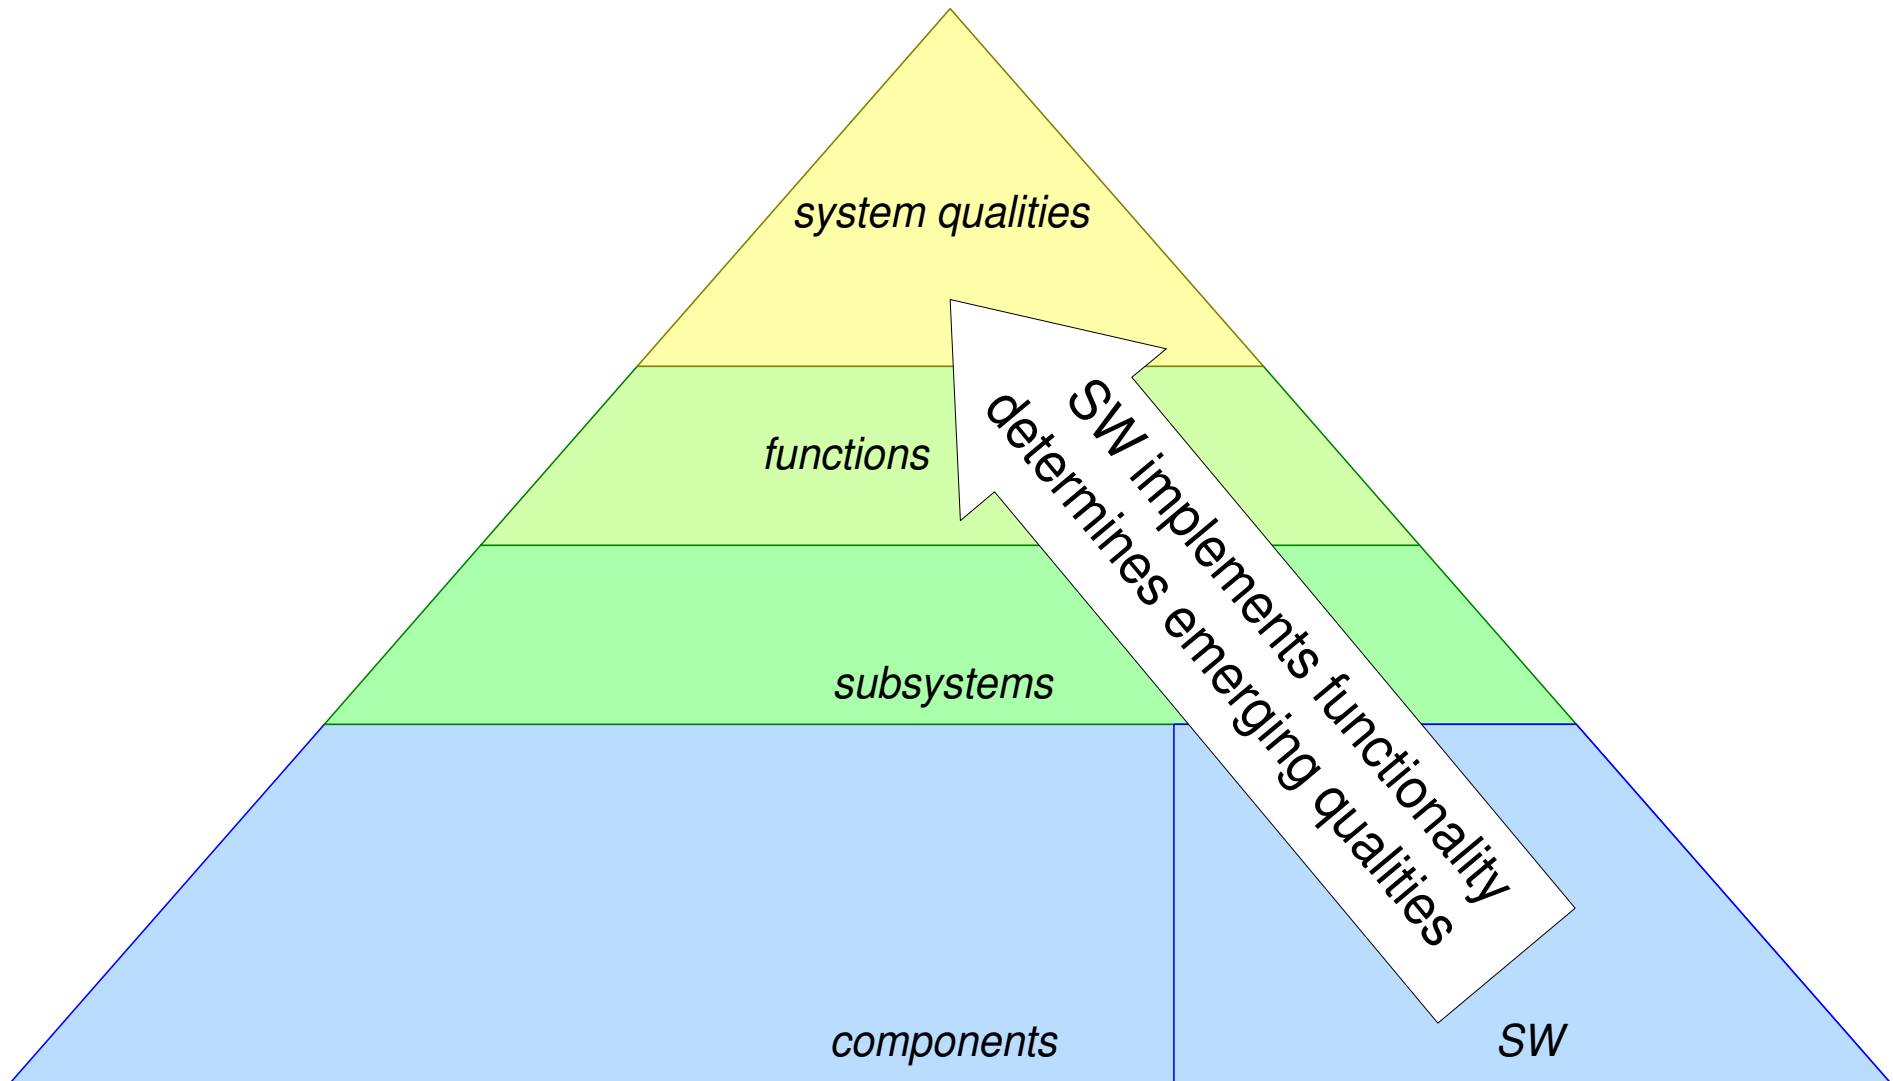 system qualities
functions
SW implements functionality
determines emerging qualities
subsystems
components
SW